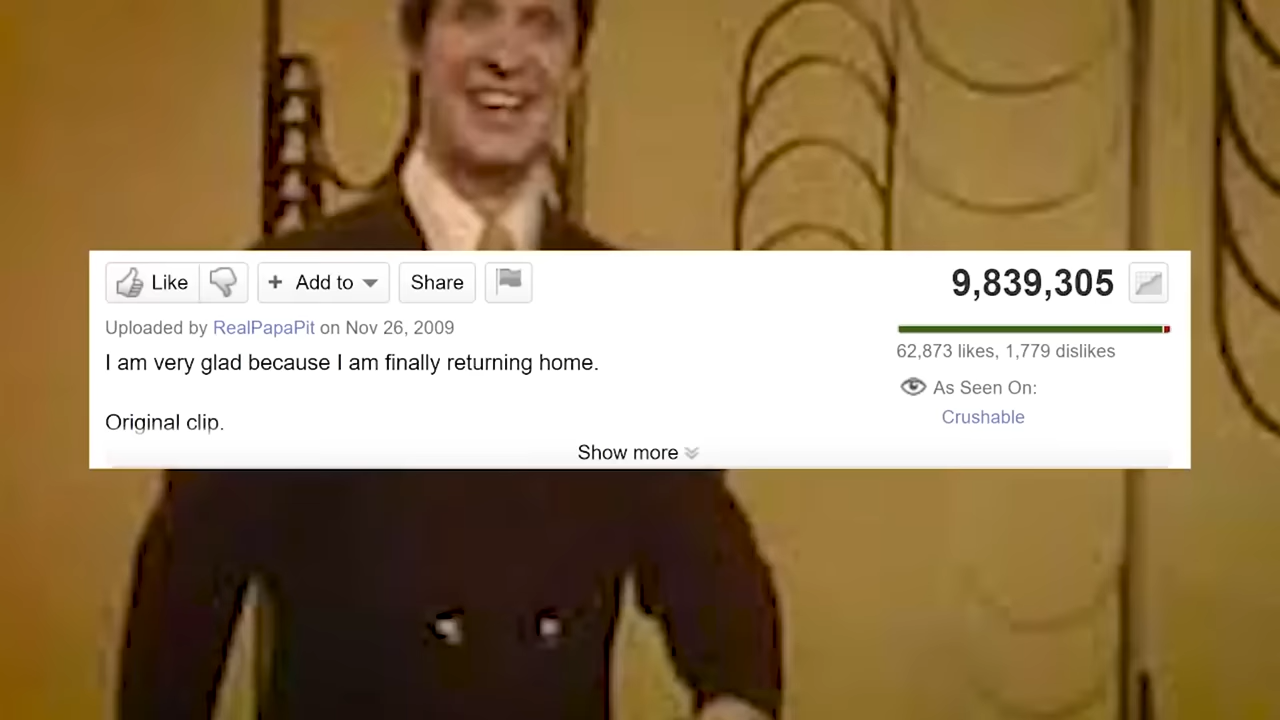 Like
+ Add to
Share
9,839,305
Uploaded by RealPapaPit on Nov 26, 2009
I am very glad because I am finally returning home.
62,873 likes, 1,779 dislikes
As Seen On:
Crushable
Original clip.
Show more